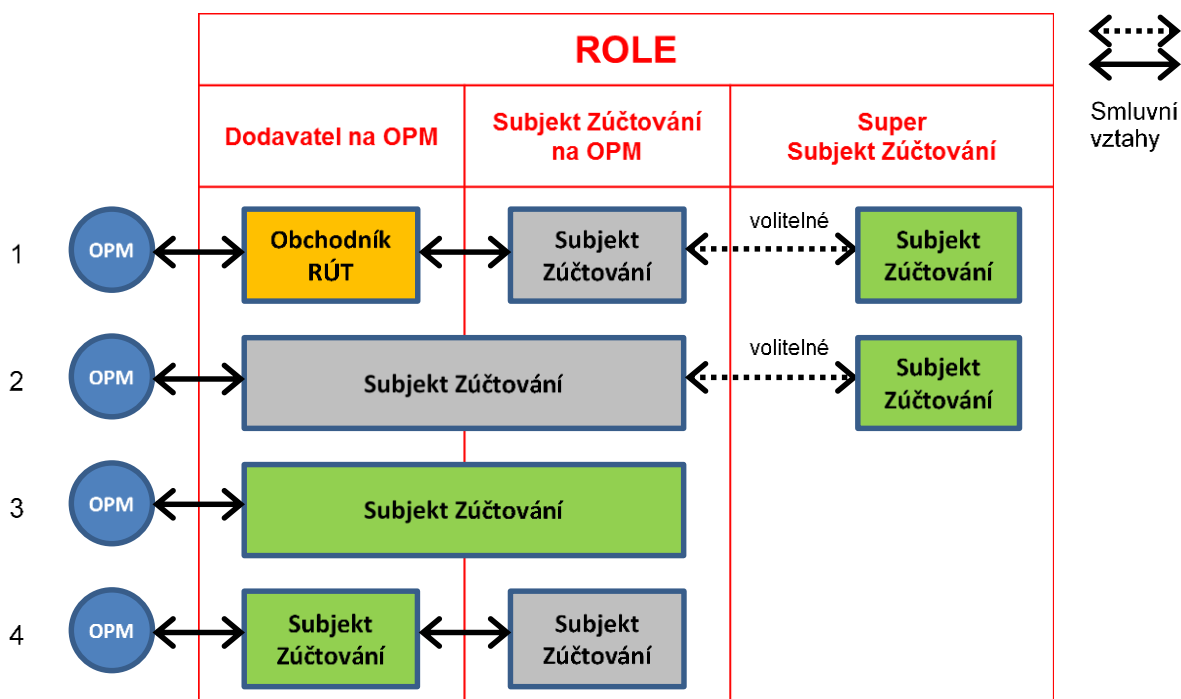 ROLE
Smluvní
vztahy
Dodavatel na OPM
Subjekt Zúčtování
na OPM
Super
Subjekt Zúčtování
1
OPM
Obchodník
RÚT
Subjekt
Zúčtování
volitelné
Subjekt
Zúčtování
2
OPM
Subjekt Zúčtování
volitelné
Subjekt
Zúčtování
3
OPM
Subjekt Zúčtování
4
OPM
Subjekt
Zúčtování
Subjekt
Zúčtování